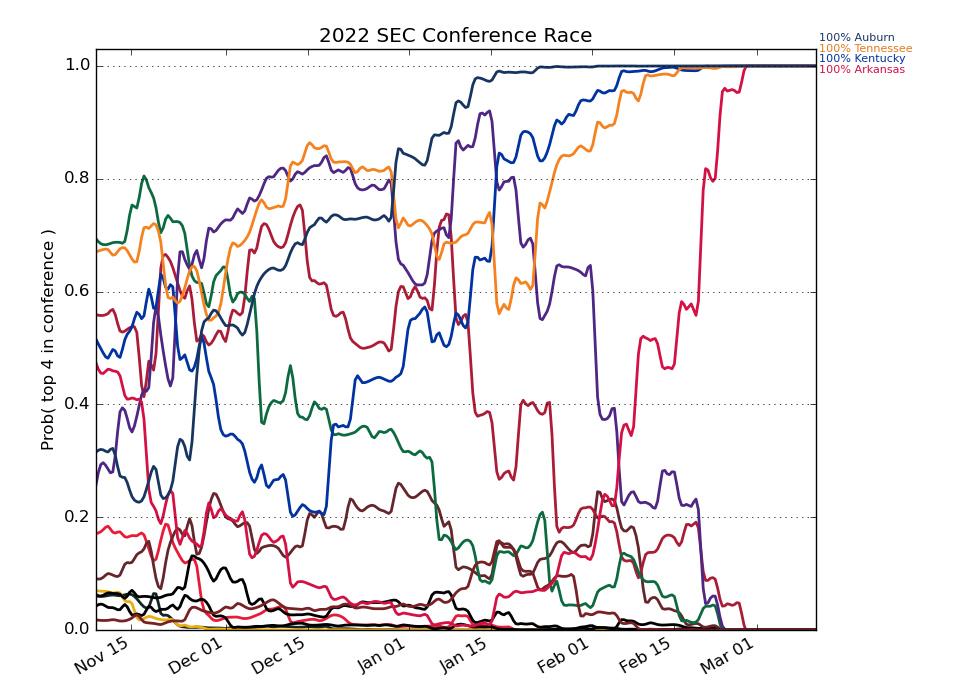 2022 SEC Conference Race
100% Auburn
100% Tennessee
100% Kentucky
100% Arkansas
Prob( top 4 in conference )
1.0
0.8
0.6
0.4
0.2
0.0
Nov 15
Dec 01
Dec 15
Jan 01
Jan 15
Feb 01
Feb 15
Mar 01